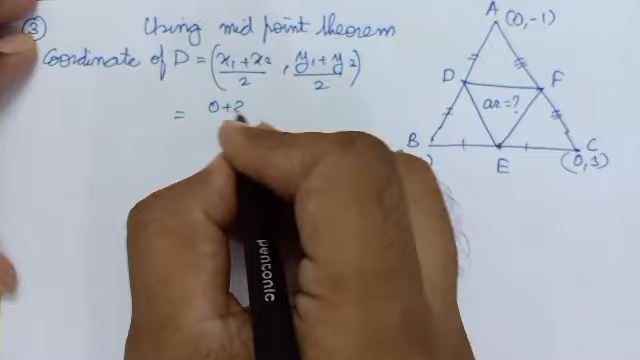 ③ Using mid point theorem
Coordinate of D = (x₁+x₂/2 , y₁+y₂/2)
= 0+2
A (0,-1)
D F
ar=?
B C
E (0,3)
penconic